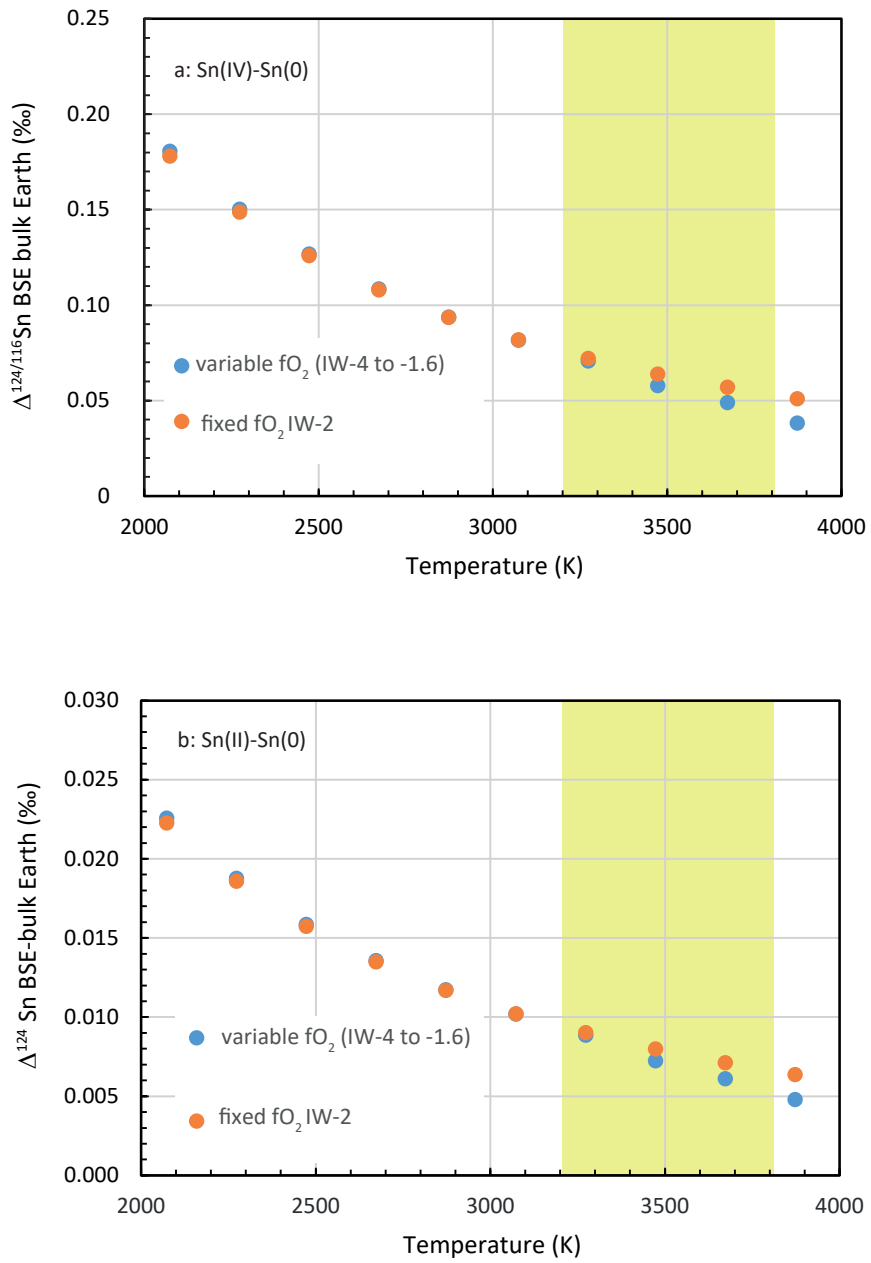 0.25
a: Sn(IV)-Sn(0)
0.20
0.15
0.10
0.05
0
Δ124/116Sn BSE bulk Earth (‰)
variable fO2 (IW-4 to -1.6)
fixed fO2 IW-2
2000 2500 3000 3500 4000
Temperature (K)
0.030
b: Sn(II)-Sn(0)
0.025
0.020
0.015
0.010
0.005
0.000
Δ124 Sn BSE-bulk Earth (‰)
variable fO2 (IW-4 to -1.6)
fixed fO2 IW-2
2000 2500 3000 3500 4000
Temperature (K)